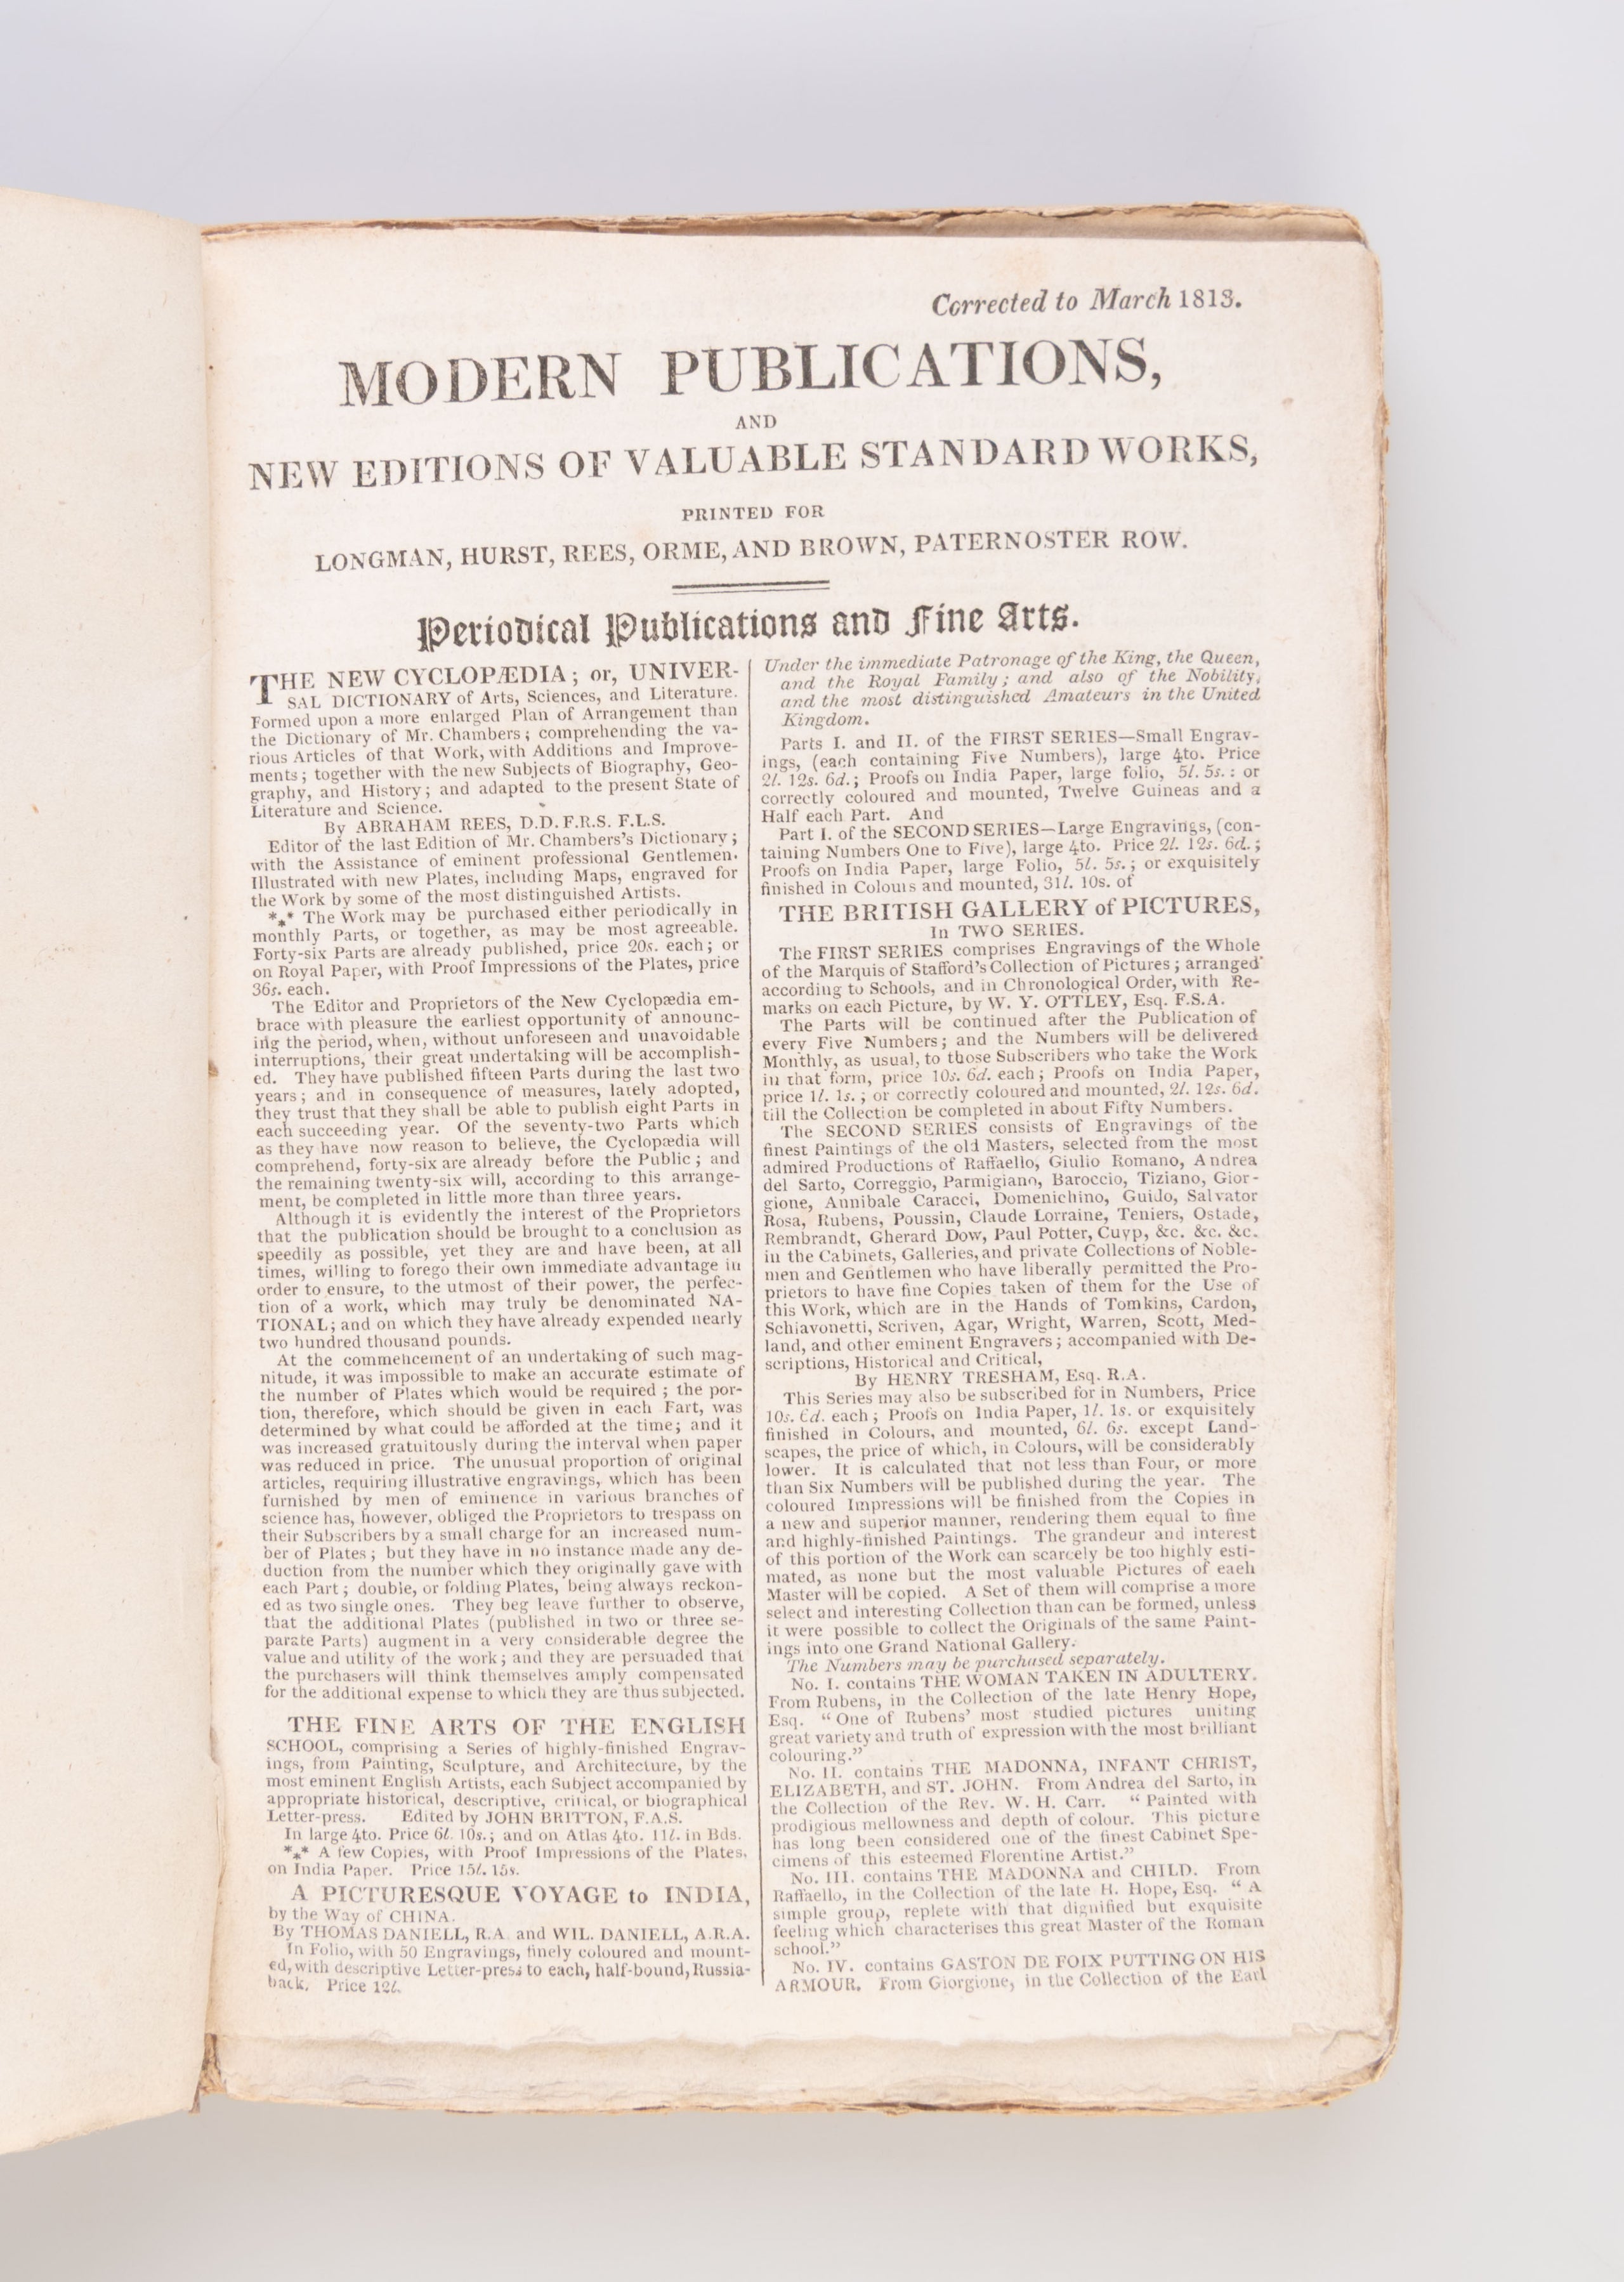 Corrected to March 1813.
MODERN PUBLICATIONS,
AND
NEW EDITIONS OF VALUABLE STANDARD WORKS,
PRINTED FOR
LONGMAN, HURST, REES, ORME, AND BROWN, PATERNOSTER ROW.
Periodical Publications and Fine Arts.
THE NEW CYCLOPÆDIA; or, UNIVER-
SAL DICTIONARY of Arts, Sciences, and Literature.
Formed upon a more enlarged Plan of Arrangement than
the Dictionary of Mr. Chambers; comprehending the va-
rious Articles of that Work, with Additions and Improve-
ments; together with the new Subjects of Biography, Geo-
graphy, and History; and adapted to the present State of
Literature and Science.
By ABRAHAM REES, D.D. F.R.S. F.L.S.
Editor of the last Edition of Mr. Chambers's Dictionary;
with the Assistance of eminent professional Gentlemen.
Illustrated with new Plates, including Maps, engraved for
the Work by some of the most distinguished Artists.
*** The Work may be purchased either periodically in
monthly Parts, or together, as may be most agreeable.
Forty-six Parts are already published, price 20s. each; or
on Royal Paper, with Proof Impressions of the Plates, price
36s. each.
The Editor and Proprietors of the New Cyclopædia em-
brace with pleasure the earliest opportunity of announc-
ing the period, when, without unforeseen and unavoidable
interruptions, their great undertaking will be accomplish-
ed. They have published fifteen Parts during the last two
years; and in consequence of measures, lately adopted,
they trust that they shall be able to publish eight Parts in
each succeeding year. Of the seventy-two Parts which
as they have now reason to believe, the Cyclopædia will
comprehend, forty-six are already before the Public; and
the remaining twenty-six will, according to this arrange-
ment, be completed in little more than three years.
Although it is evidently the interest of the Proprietors
that the publication should be brought to a conclusion as
speedily as possible, yet they are and have been, at all
times, willing to forego their own immediate advantage in
order to ensure, to the utmost of their power, the perfec-
tion of a work, which may truly be denominated NA-
TIONAL; and on which they have already expended nearly
two hundred thousand pounds.
At the commencement of an undertaking of such mag-
nitude, it was impossible to make an accurate estimate of
the number of Plates which would be required; the por-
tion, therefore, which should be given in each Fart, was
determined by what could be afforded at the time; and it
was increased gratuitously during the interval when paper
was reduced in price. The unusual proportion of original
articles, requiring illustrative engravings, which has been
furnished by men of eminence in various branches of
science has, however, obliged the Proprietors to trespass on
their Subscribers by a small charge for an increased num-
ber of Plates; but they have in no instance made any de-
duction from the number which they originally gave with
each Part; double, or folding Plates, being always reckon-
ed as two single ones. They beg leave further to observe,
that the additional Plates (published in two or three se-
parate Parts) augment in a very considerable degree the
value and utility of the work; and they are persuaded that
the purchasers will think themselves amply compensated
for the additional expense to which they are thus subjected.
THE FINE ARTS OF THE ENGLISH
SCHOOL, comprising a Series of highly-finished Engrav-
ings, from Painting, Sculpture, and Architecture, by the
most eminent English Artists, each Subject accompanied by
appropriate historical, descriptive, critical, or biographical
Letter-press. Edited by JOHN BRITTON, F.A.S.
In large 4to. Price 6l. 10s.; and on Atlas 4to. 11l. in Bds.
*** A few Copies, with Proof Impressions of the Plates,
on India Paper. Price 15l. 15s.
A PICTURESQUE VOYAGE to INDIA,
by the Way of CHINA.
By THOMAS DANIELL, R.A. and WIL. DANIELL, A.R.A.
In Folio, with 50 Engravings, finely coloured and mount-
ed, with descriptive Letter-press to each, half-bound, Russia-
back. Price 12l.
Under the immediate Patronage of the King, the Queen,
and the Royal Family; and also of the Nobility,
and the most distinguished Amateurs in the United
Kingdom.
Parts I. and II. of the FIRST SERIES—Small Engrav-
ings, (each containing Five Numbers), large 4to. Price
2l. 12s. 6d.; Proofs on India Paper, large folio, 5l. 5s.: or
correctly coloured and mounted, Twelve Guineas and a
Half each Part. And
Part I. of the SECOND SERIES—Large Engravings, (con-
taining Numbers One to Five), large 4to. Price 2l. 12s. 6d.;
Proofs on India Paper, large Folio, 5l. 5s.; or exquisitely
finished in Colours and mounted, 31l. 10s. of
THE BRITISH GALLERY of PICTURES,
In TWO SERIES.
The FIRST SERIES comprises Engravings of the Whole
of the Marquis of Stafford's Collection of Pictures; arranged
according to Schools, and in Chronological Order, with Re-
marks on each Picture, by W. Y. OTTLEY, Esq. F.S.A.
The Parts will be continued after the Publication of
every Five Numbers; and the Numbers will be delivered
Monthly, as usual, to those Subscribers who take the Work
in that form, price 10s. 6d. each; Proofs on India Paper,
price 1l. 1s.; or correctly coloured and mounted, 2l. 12s. 6d.
till the Collection be completed in about Fifty Numbers.
The SECOND SERIES consists of Engravings of the
finest Paintings of the old Masters, selected from the most
admired Productions of Raffaello, Giulio Romano, Andrea
del Sarto, Correggio, Parmigiano, Baroccio, Tiziano, Gior-
gione, Annibale Caracci, Domenichino, Guido, Salvator
Rosa, Rubens, Poussin, Claude Lorraine, Teniers, Ostade,
Rembrandt, Gherard Dow, Paul Potter, Cuyp, &c. &c. &c.
in the Cabinets, Galleries, and private Collections of Noble-
men and Gentlemen who have liberally permitted the Pro-
prietors to have fine Copies taken of them for the Use of
this Work, which are in the Hands of Tomkins, Cardon,
Schiavonetti, Scriven, Agar, Wright, Warren, Scott, Med-
land, and other eminent Engravers; accompanied with De-
scriptions, Historical and Critical,
By HENRY TRESHAM, Esq. R.A.
This Series may also be subscribed for in Numbers, Price
10s. 6d. each; Proofs on India Paper, 1l. 1s. or exquisitely
finished in Colours, and mounted, 6l. 6s. except Land-
scapes, the price of which, in Colours, will be considerably
lower. It is calculated that not less than Four, or more
than Six Numbers will be published during the year. The
coloured Impressions will be finished from the Copies in
a new and superior manner, rendering them equal to fine
and highly-finished Paintings. The grandeur and interest
of this portion of the Work can scarcely be too highly esti-
mated, as none but the most valuable Pictures of each
Master will be copied. A Set of them will comprise a more
select and interesting Collection than can be formed, unless
it were possible to collect the Originals of the same Paint-
ings into one Grand National Gallery.
The Numbers may be purchased separately.
No. I. contains THE WOMAN TAKEN IN ADULTERY.
From Rubens, in the Collection of the late Henry Hope,
Esq. "One of Rubens' most studied pictures uniting
great variety and truth of expression with the most brilliant
colouring."
No. II. contains THE MADONNA, INFANT CHRIST,
ELIZABETH, and ST. JOHN. From Andrea del Sarto, in
the Collection of the Rev. W. H. Carr. "Painted with
prodigious mellowness and depth of colour. This picture
has long been considered one of the finest Cabinet Spe-
cimens of this esteemed Florentine Artist."
No. III. contains THE MADONNA and CHILD. From
Raffaello, in the Collection of the late H. Hope, Esq. "A
simple group, replete with that dignified but exquisite
feeling which characterises this great Master of the Roman
school."
No. IV. contains GASTON DE FOIX PUTTING ON HIS
ARMOUR. From Giorgione, in the Collection of the Earl